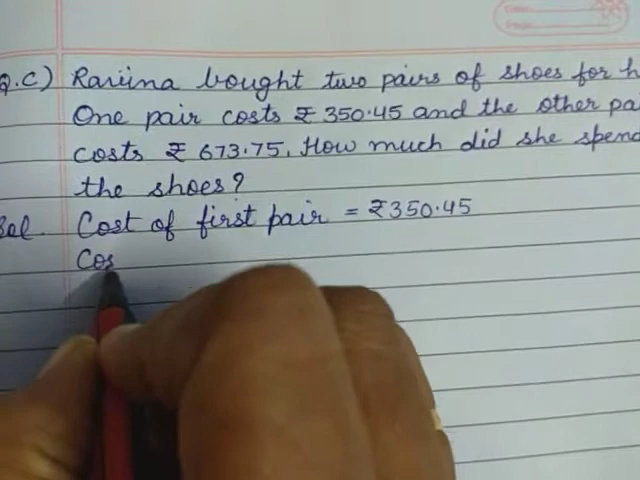 Q.C) Rariina bought two pairs of shoes for h
One pair costs ₹ 350.45 and the other pa
costs ₹ 673.75. How much did she spend
the shoes?
Sol. Cost of first pair = ₹350.45
Cos